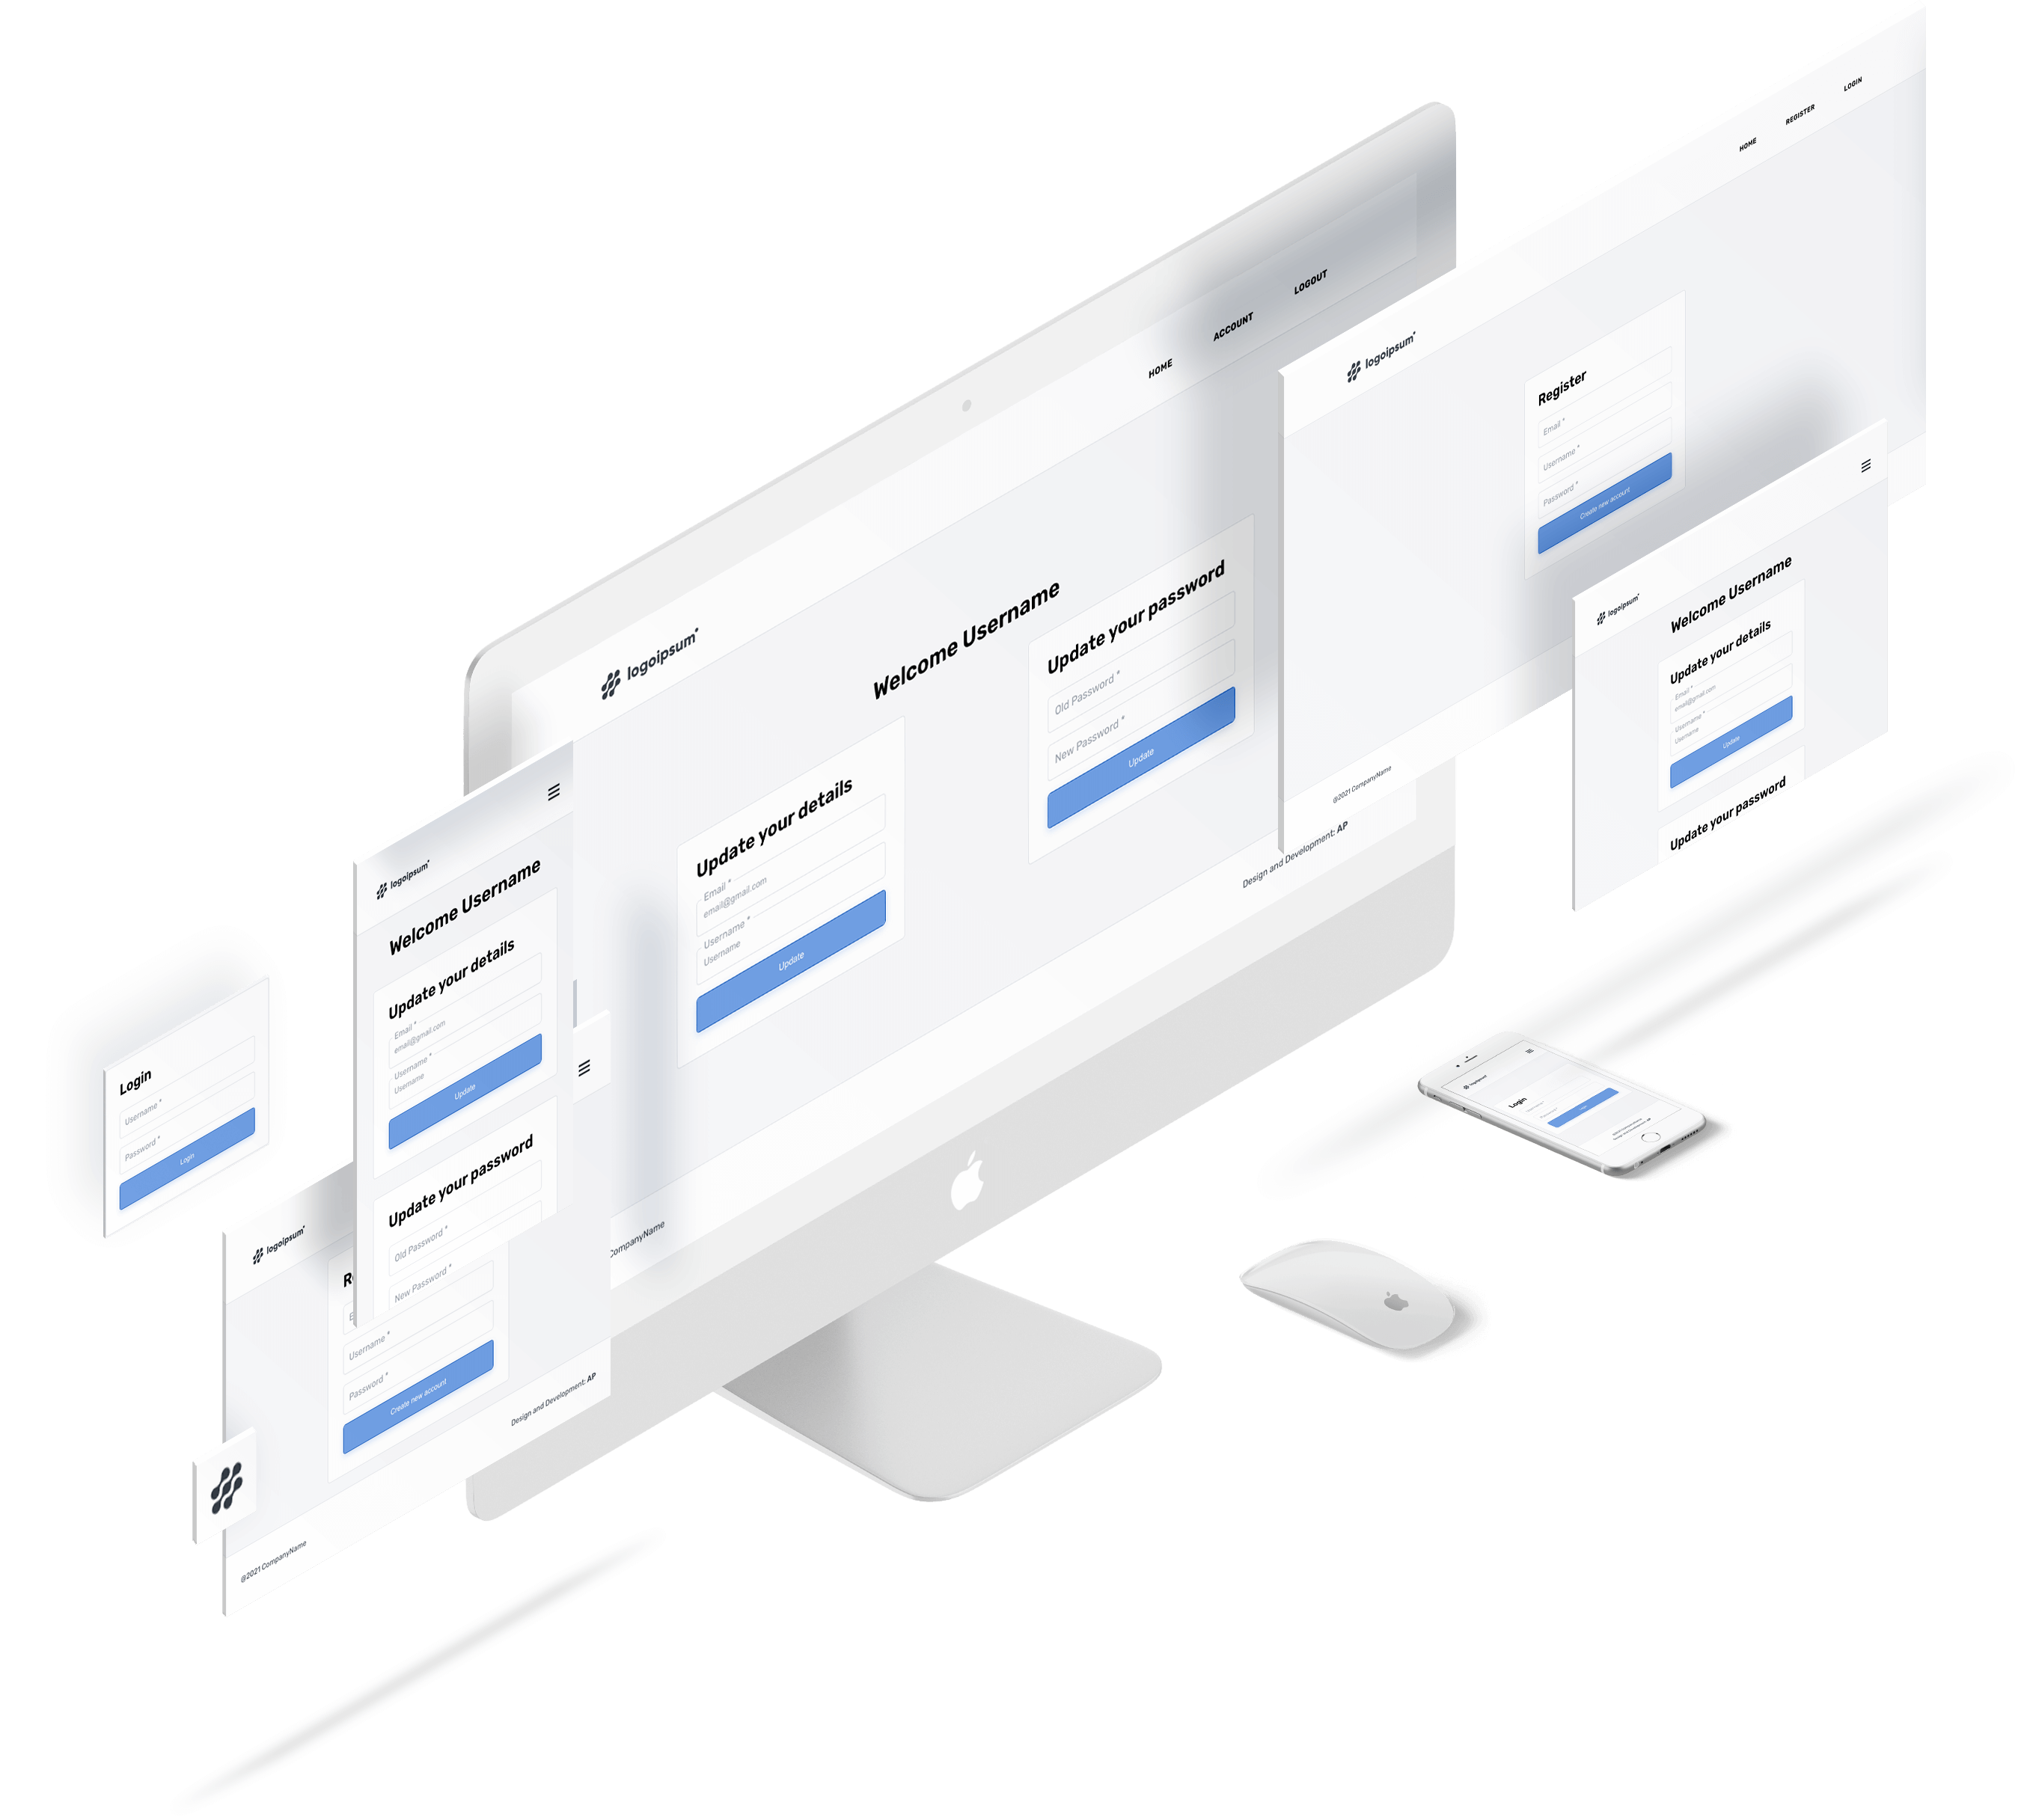 HOME
REGISTER
LOGIN
logoipsum
Register
Email *
Username *
Password *
Create new account
@2021 CompanyName
HOME
ACCOUNT
LOGOUT
logoipsum
Welcome Username
Update your details
Email *
email@gmail.com
Username *
Username
Update
Update your password
Old Password *
New Password *
Update
CompanyName
Design and Development: AP
logoipsum
Welcome Username
Update your details
Email *
email@gmail.com
Username *
Username
Update
Update your password
logoipsum
Welcome Username
Update your details
Email *
email@gmail.com
Username *
Username
Update
Update your password
Old Password *
New Password *
Login
Username *
Password *
Login
logoipsum
Username *
Password *
Create new account
@2021 CompanyName
Design and Development: AP
Login